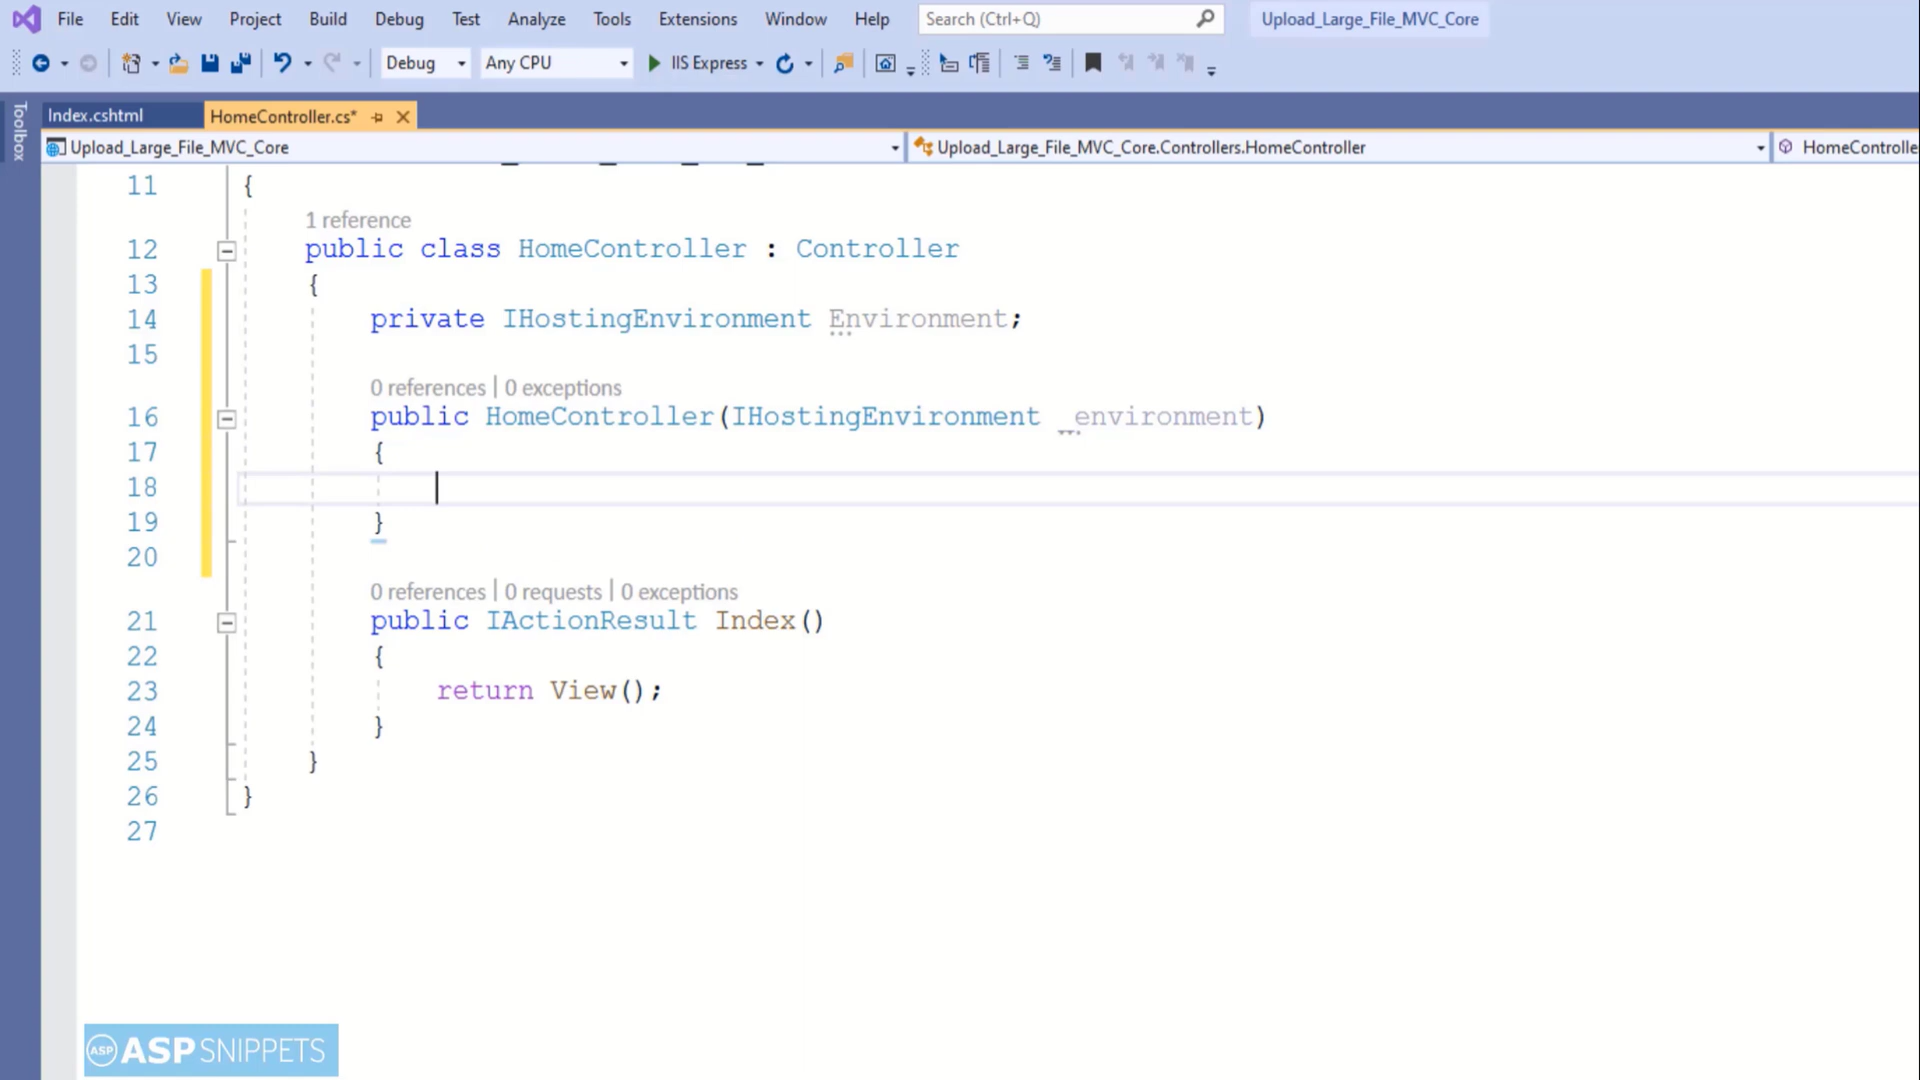 File Edit View Project Build Debug Test Analyze Tools Extensions Window Help Search (Ctrl+Q) Upload_Large_File_MVC_Core
Debug Any CPU IIS Express
Toolbox
Index.cshtml HomeController.cs*
Upload_Large_File_MVC_Core Upload_Large_File_MVC_Core.Controllers.HomeController HomeControlle
11 {
1 reference
12 public class HomeController : Controller
13 {
14 private IHostingEnvironment Environment;
15
0 references | 0 exceptions
16 public HomeController(IHostingEnvironment _environment)
17 {
18
19 }
20
0 references | 0 requests | 0 exceptions
21 public IActionResult Index()
22 {
23 return View();
24 }
25 }
26 }
27
ASP ASPSNIPPETS